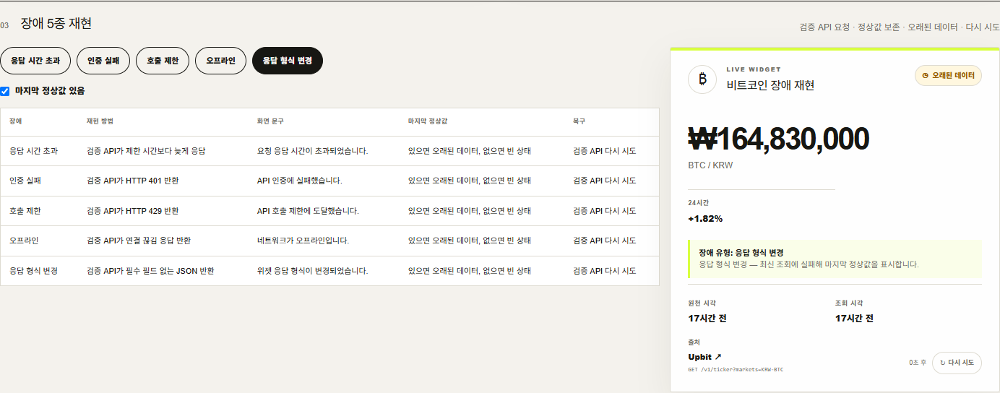 03 장애 5종 재현
검증 API 요청 · 정상값 보존 · 오래된 데이터 · 다시 시도
응답 시간 초과 인증 실패 호출 제한 오프라인 응답 형식 변경
마지막 정상값 있음
장애 재현 방법 화면 문구 마지막 정상값 복구
응답 시간 초과 검증 API가 제한 시간보다 늦게 응답 요청 응답 시간이 초과되었습니다. 있으면 오래된 데이터, 없으면 빈 상태 검증 API 다시 시도
인증 실패 검증 API가 HTTP 401 반환 API 인증에 실패했습니다. 있으면 오래된 데이터, 없으면 빈 상태 검증 API 다시 시도
호출 제한 검증 API가 HTTP 429 반환 API 호출 제한에 도달했습니다. 있으면 오래된 데이터, 없으면 빈 상태 검증 API 다시 시도
오프라인 검증 API가 연결 끊김 응답 반환 네트워크가 오프라인입니다. 있으면 오래된 데이터, 없으면 빈 상태 검증 API 다시 시도
응답 형식 변경 검증 API가 필수 필드 없는 JSON 반환 위젯 응답 형식이 변경되었습니다. 있으면 오래된 데이터, 없으면 빈 상태 검증 API 다시 시도
₿
LIVE WIDGET
비트코인 장애 재현
◷ 오래된 데이터
₩164,830,000
BTC / KRW
24시간
+1.82%
장애 유형: 응답 형식 변경
응답 형식 변경 — 최신 조회에 실패해 마지막 정상값을 표시합니다.
원천 시각 조회 시각
17시간 전 17시간 전
출처
Upbit ↗
GET /v1/ticker?markets=KRW-BTC
0초 후 ↻ 다시 시도